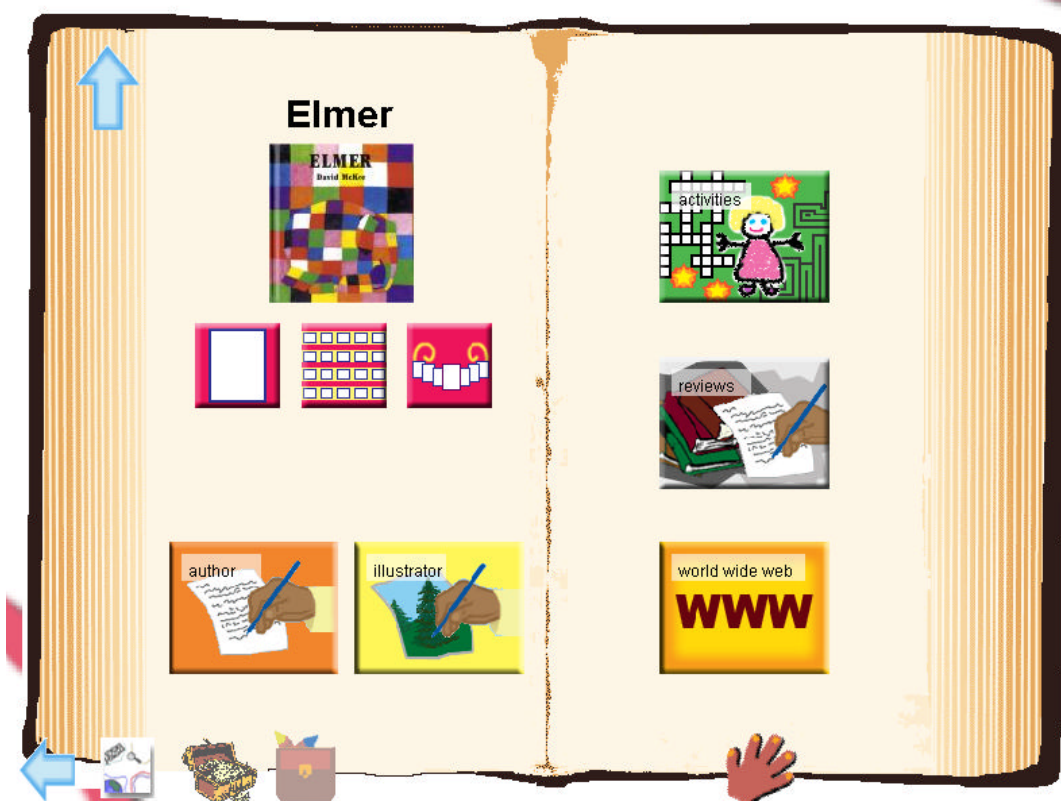 Elmer
ELMER
David McKee
author
illustrator
activities
reviews
world wide web
WWW